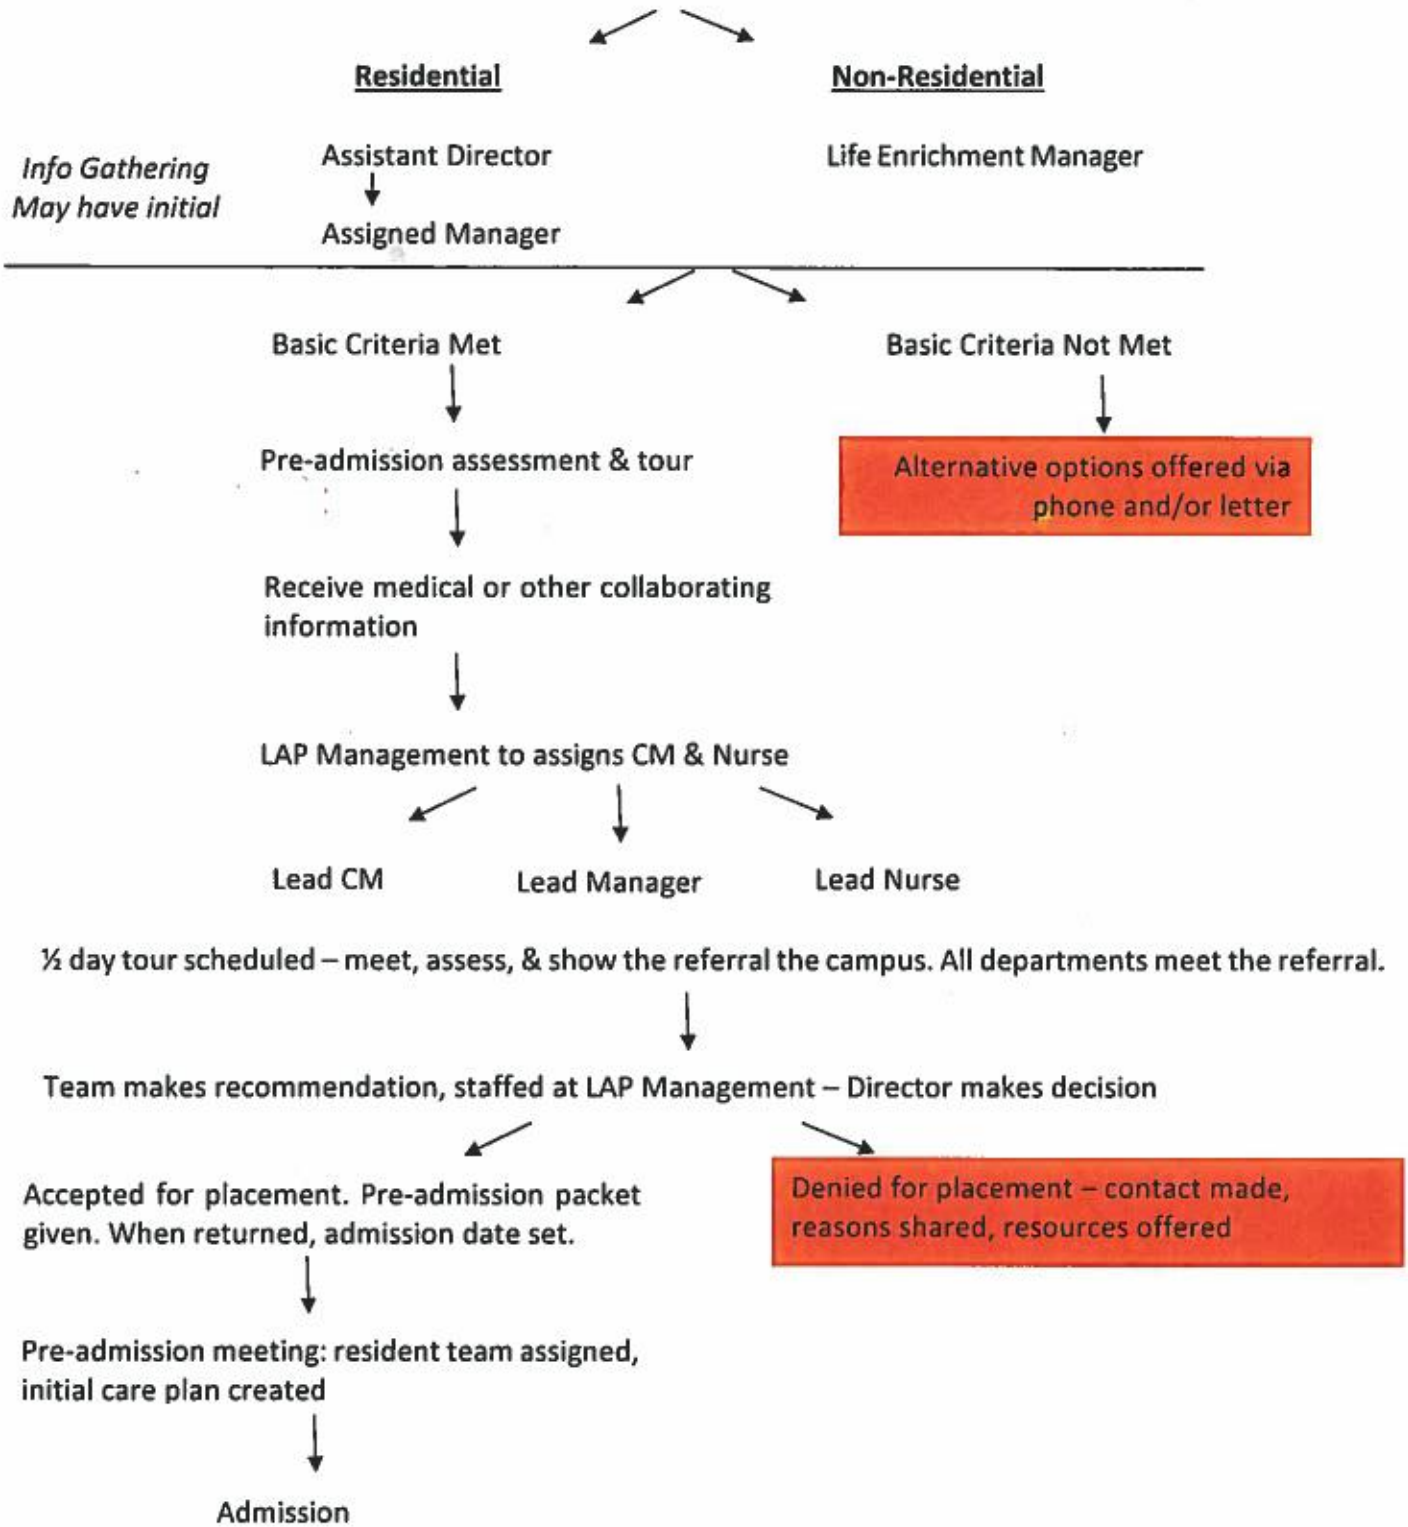 Residential
Non-Residential
Info Gathering
May have initial
Assistant Director
Life Enrichment Manager
Assigned Manager
Basic Criteria Met
Basic Criteria Not Met
Pre-admission assessment & tour
Alternative options offered via
phone and/or letter
Receive medical or other collaborating
information
LAP Management to assigns CM & Nurse
Lead CM
Lead Manager
Lead Nurse
½ day tour scheduled – meet, assess, & show the referral the campus. All departments meet the referral.
Team makes recommendation, staffed at LAP Management – Director makes decision
Accepted for placement. Pre-admission packet
given. When returned, admission date set.
Denied for placement – contact made,
reasons shared, resources offered
Pre-admission meeting: resident team assigned,
initial care plan created
Admission